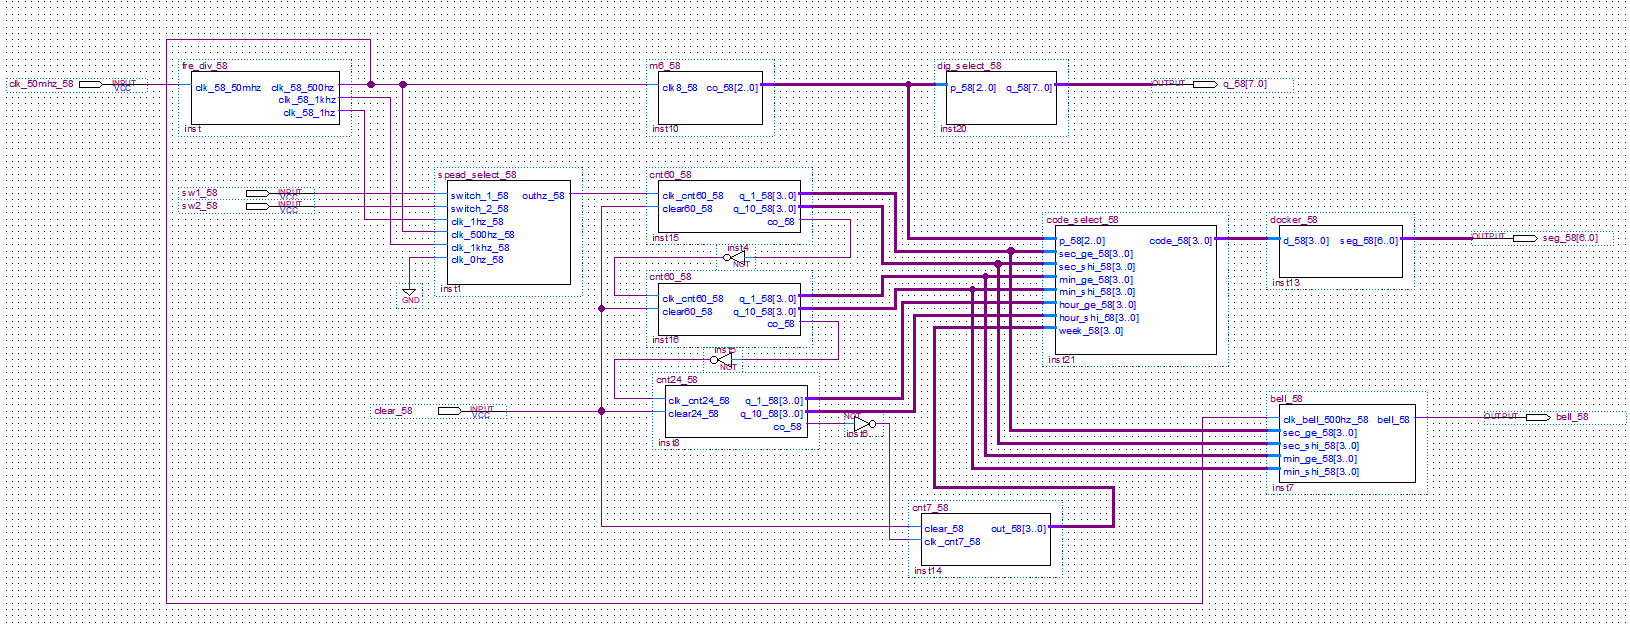 fre_div_58
clk_50mhz_58
INPUT
VCC
clk_58_50mhz
clk_58_500hz
clk_58_1khz
clk_58_1hz
inst
m6_58
clk8_58
co_58[2..0]
inst10
dig_select_58
p_58[2..0]
q_58[7..0]
inst20
OUTPUT
q_58[7..0]
sw1_58
INPUT
VCC
sw2_58
INPUT
VCC
spead_select_58
switch_1_58
outhz_58
switch_2_58
clk_1hz_58
clk_500hz_58
clk_1khz_58
clk_0hz_58
inst1
GND
cnt60_58
clk_cnt60_58
q_1_58[3..0]
clear60_58
q_10_58[3..0]
co_58
inst15
inst4
NOT
cnt60_58
clk_cnt60_58
q_1_58[3..0]
clear60_58
q_10_58[3..0]
co_58
inst16
inst5
NOT
cnt24_58
clk_cnt24_58
q_1_58[3..0]
clear24_58
q_10_58[3..0]
co_58
inst8
NOT
inst6
clear_58
INPUT
VCC
code_select_58
p_58[2..0]
code_58[3..0]
sec_ge_58[3..0]
sec_shi_58[3..0]
min_ge_58[3..0]
min_shi_58[3..0]
hour_ge_58[3..0]
hour_shi_58[3..0]
week_58[3..0]
inst21
docker_58
d_58[3..0]
seg_58[6..0]
inst13
OUTPUT
seg_58[6..0]
bell_58
clk_bell_500hz_58
bell_58
sec_ge_58[3..0]
sec_shi_58[3..0]
min_ge_58[3..0]
min_shi_58[3..0]
inst7
OUTPUT
bell_58
cnt7_58
clear_58
out_58[3..0]
clk_cnt7_58
inst14